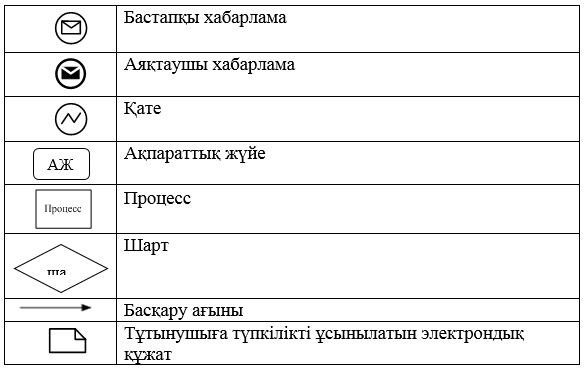 Бастапқы хабарлама
Аяқтаушы хабарлама
Қате
АЖ
Ақпараттық жүйе
Процесс
Процесс
ша
Шарт
Басқару ағыны
Тұтынушыға түпкілікті ұсынылатын электрондық
құжат